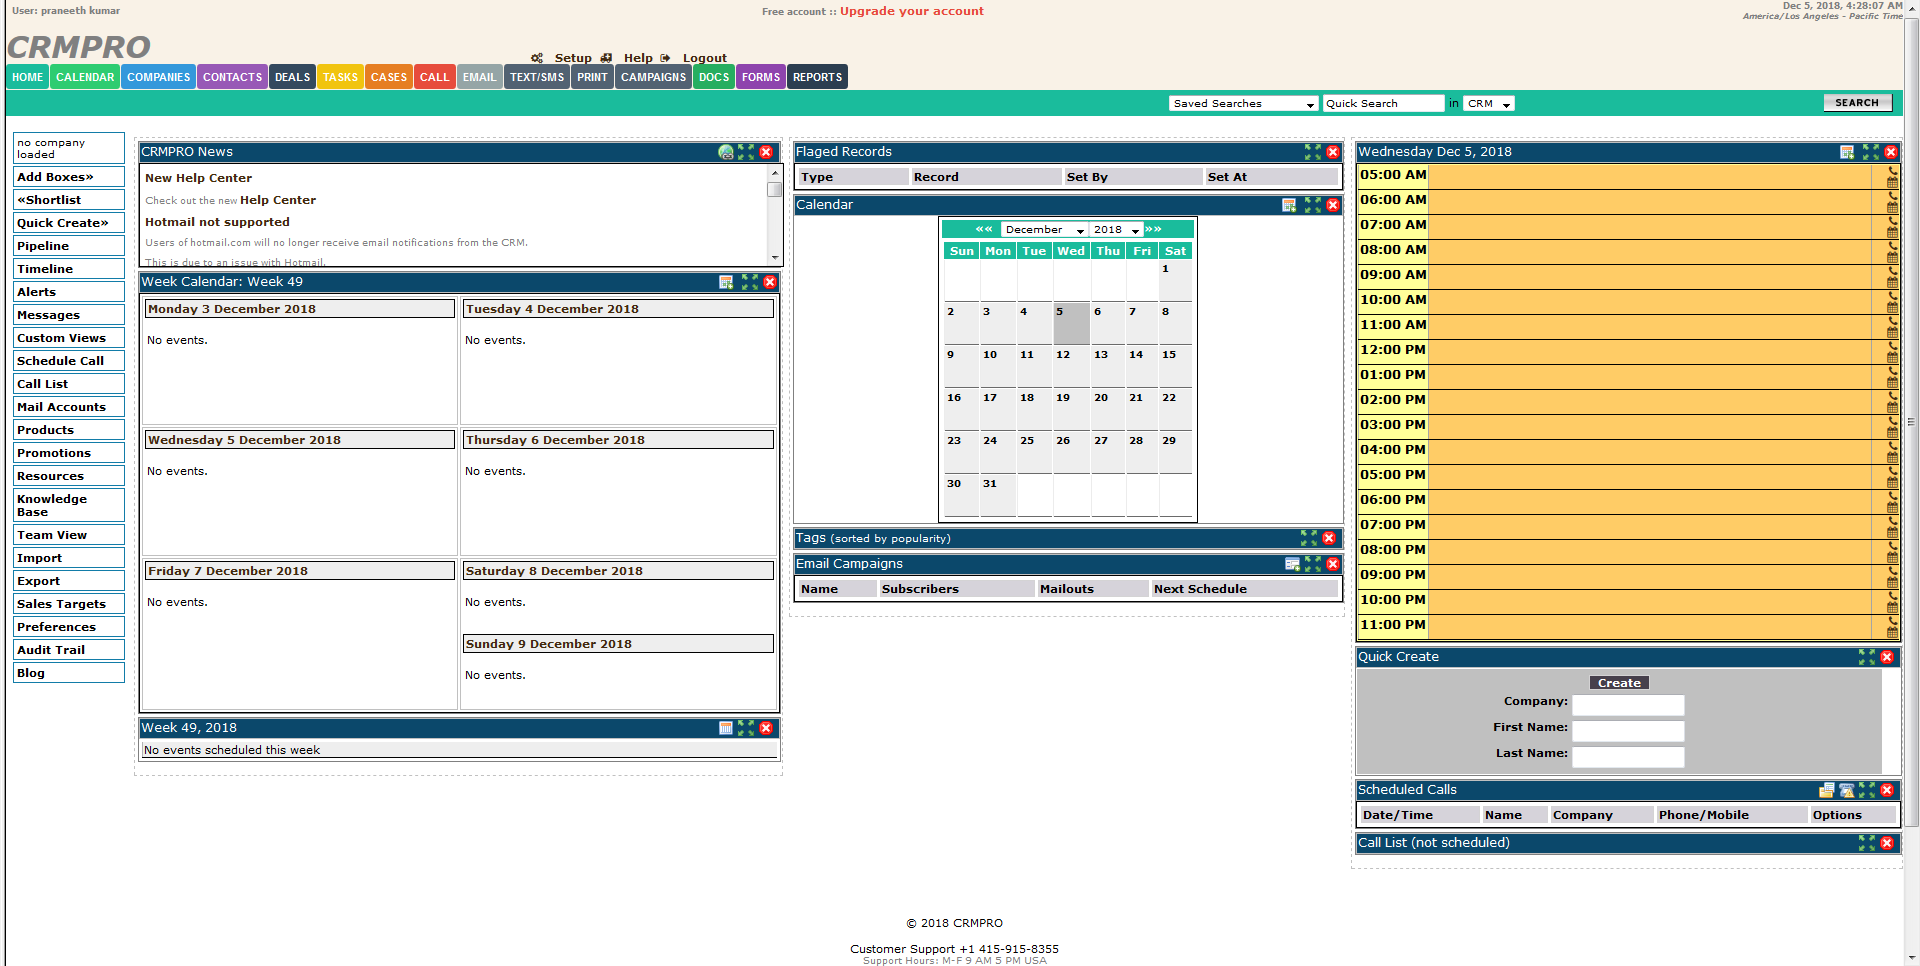 User: praneeth kumar
Free account :: Upgrade your account
Dec 5, 2018, 4:28:07 AM
America/Los Angeles - Pacific Time
CRMPRO
Setup Help Logout
HOME CALENDAR COMPANIES CONTACTS DEALS TASKS CASES CALL EMAIL TEXT/SMS PRINT CAMPAIGNS DOCS FORMS REPORTS
Saved Searches Quick Search in CRM SEARCH
no company
loaded
Add Boxes»
«Shortlist
Quick Create»
Pipeline
Timeline
Alerts
Messages
Custom Views
Schedule Call
Call List
Mail Accounts
Products
Promotions
Resources
Knowledge
Base
Team View
Import
Export
Sales Targets
Preferences
Audit Trail
Blog
CRMPRO News
New Help Center
Check out the new Help Center
Hotmail not supported
Users of hotmail.com will no longer receive email notifications from the CRM.
This is due to an issue with Hotmail.
Week Calendar: Week 49
Monday 3 December 2018
No events.
Tuesday 4 December 2018
No events.
Wednesday 5 December 2018
No events.
Thursday 6 December 2018
No events.
Friday 7 December 2018
No events.
Saturday 8 December 2018
No events.
Sunday 9 December 2018
No events.
Week 49, 2018
No events scheduled this week
Flaged Records
Type Record Set By Set At
Calendar
«« December 2018 »»
Sun Mon Tue Wed Thu Fri Sat
1
2 3 4 5 6 7 8
9 10 11 12 13 14 15
16 17 18 19 20 21 22
23 24 25 26 27 28 29
30 31
Tags (sorted by popularity)
Email Campaigns
Name Subscribers Mailouts Next Schedule
Wednesday Dec 5, 2018
05:00 AM
06:00 AM
07:00 AM
08:00 AM
09:00 AM
10:00 AM
11:00 AM
12:00 PM
01:00 PM
02:00 PM
03:00 PM
04:00 PM
05:00 PM
06:00 PM
07:00 PM
08:00 PM
09:00 PM
10:00 PM
11:00 PM
Quick Create
Create
Company:
First Name:
Last Name:
Scheduled Calls
Date/Time Name Company Phone/Mobile Options
Call List (not scheduled)
© 2018 CRMPRO
Customer Support +1 415-915-8355
Support Hours: M-F 9 AM 5 PM USA